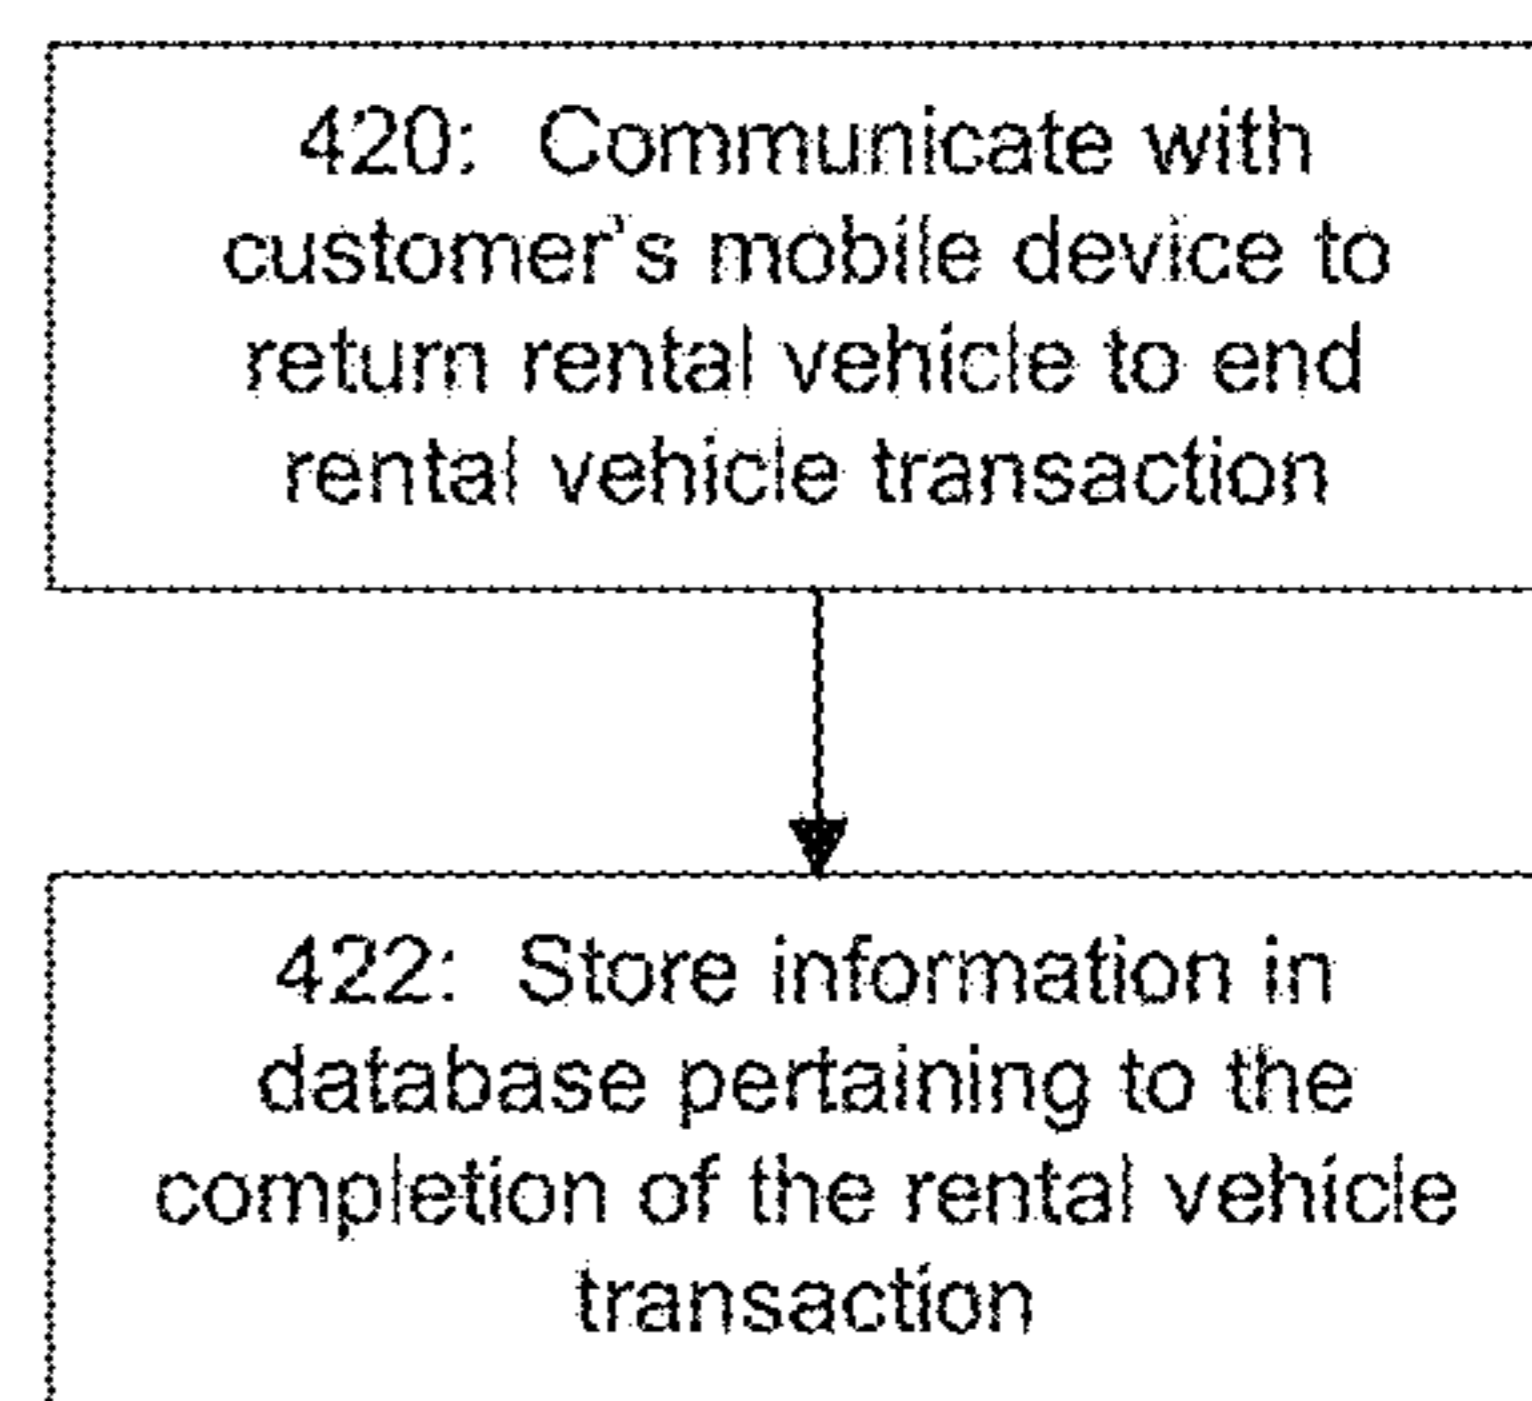 420: Communicate with
customer's mobile device to
return rental vehicle to end
rental vehicle transaction
422: Store information in
database pertaining to the
completion of the rental vehicle
transaction